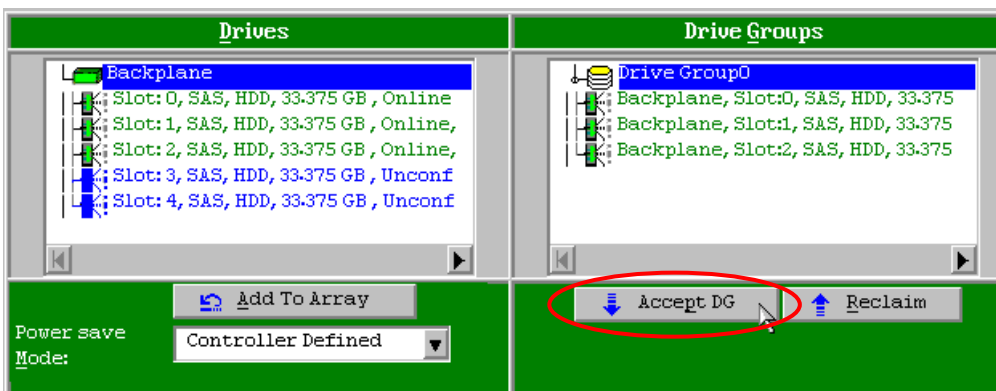 Drives
Drive Groups
Backplane
Slot: 0, SAS, HDD, 33.375 GB , Online
Slot: 1, SAS, HDD, 33.375 GB , Online,
Slot: 2, SAS, HDD, 33.375 GB , Online,
Slot: 3, SAS, HDD, 33.375 GB , Unconf
Slot: 4, SAS, HDD, 33.375 GB , Unconf
Drive Group0
Backplane, Slot:0, SAS, HDD, 33.375
Backplane, Slot:1, SAS, HDD, 33.375
Backplane, Slot:2, SAS, HDD, 33.375
Add To Array
Accept DG
Reclaim
Power save
Mode:
Controller Defined